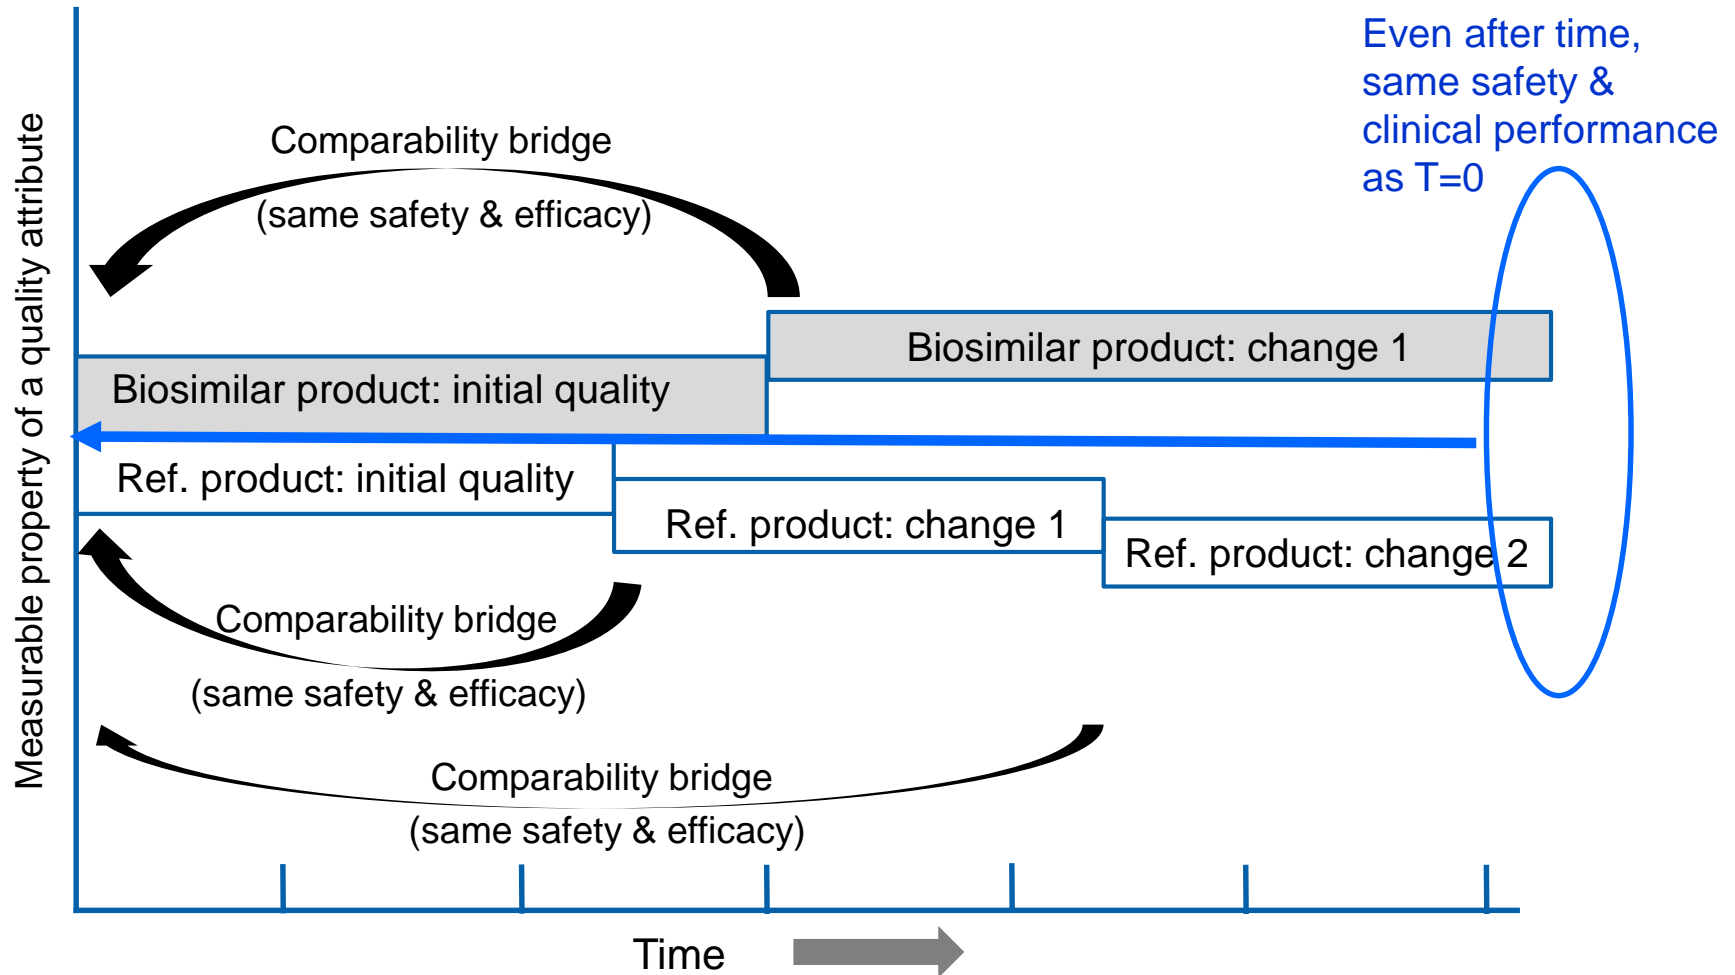 Even after time,
same safety &
clinical performance
as T=0
Measurable property of a quality attribute
Comparability bridge
(same safety & efficacy)
Biosimilar product: change 1
Biosimilar product: initial quality
Ref. product: initial quality
Ref. product: change 1
Ref. product: change 2
Comparability bridge
(same safety & efficacy)
Comparability bridge
(same safety & efficacy)
Time